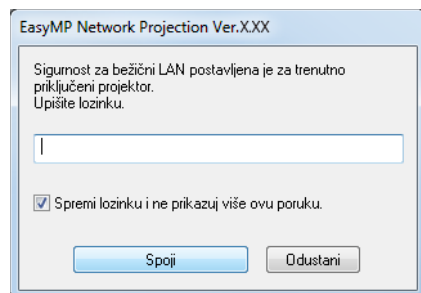 EasyMP Network Projection Ver.X.XX
Sigurnost za bežični LAN postavljena je za trenutno
priključeni projektor.
Upišite lozinku.
Spremi lozinku i ne prikazuj više ovu poruku.
Spoji
Odustani